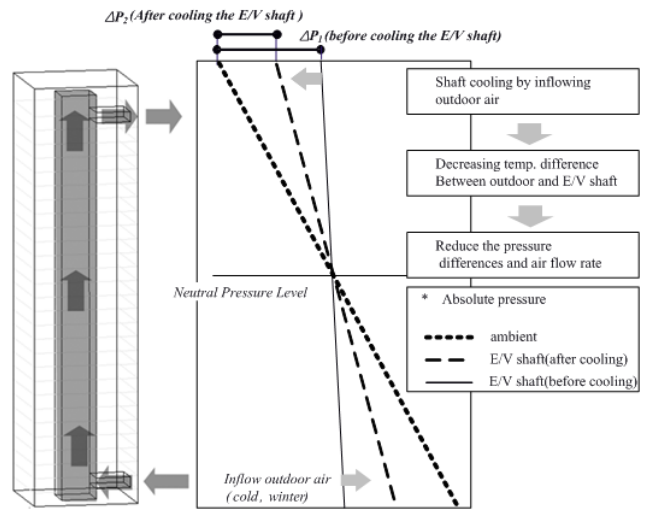 ΔP₂ (After cooling the E/V shaft )
ΔP₁ (before cooling the E/V shaft)
Shaft cooling by inflowing
outdoor air
Decreasing temp. difference
Between outdoor and E/V shaft
Reduce the pressure
differences and air flow rate
Neutral Pressure Level
* Absolute pressure
ambient
E/V shaft(after cooling)
E/V shaft(before cooling)
Inflow outdoor air
(cold, winter)